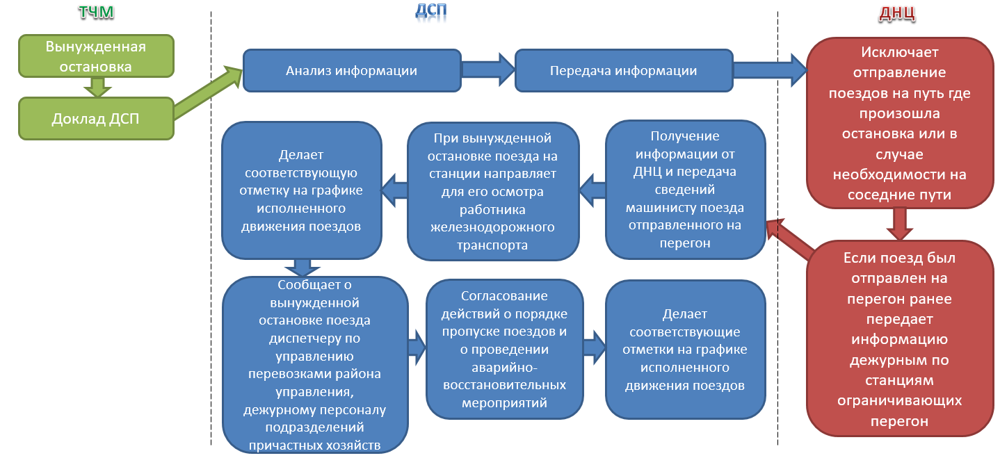 ТЧМ
ДСП
ДНЦ
Вынужденная
остановка
Доклад ДСП
Анализ информации
Передача информации
Исключает
отправление
поездов на путь где
произошла
остановка или в
случае
необходимости на
соседние пути
Если поезд был
отправлен на
перегон ранее
передает
информацию
дежурным по
станциям
ограничивающих
перегон
Получение
информации от
ДНЦ и передача
сведений
машинисту поезда
отправленного на
перегон
При вынужденной
остановке поезда на
станции направляет
для его осмотра
работника
железнодорожного
транспорта
Делает
соответствующую
отметку на графике
исполненного
движения поездов
Сообщает о
вынужденной
остановке поезда
диспетчеру по
управлению
перевозками района
управления,
дежурному персоналу
подразделений
причастных хозяйств
Согласование
действий о порядке
пропуске поездов и
о проведении
аварийно-
восстановительных
мероприятий
Делает
соответствующие
отметки на графике
исполненного
движения поездов